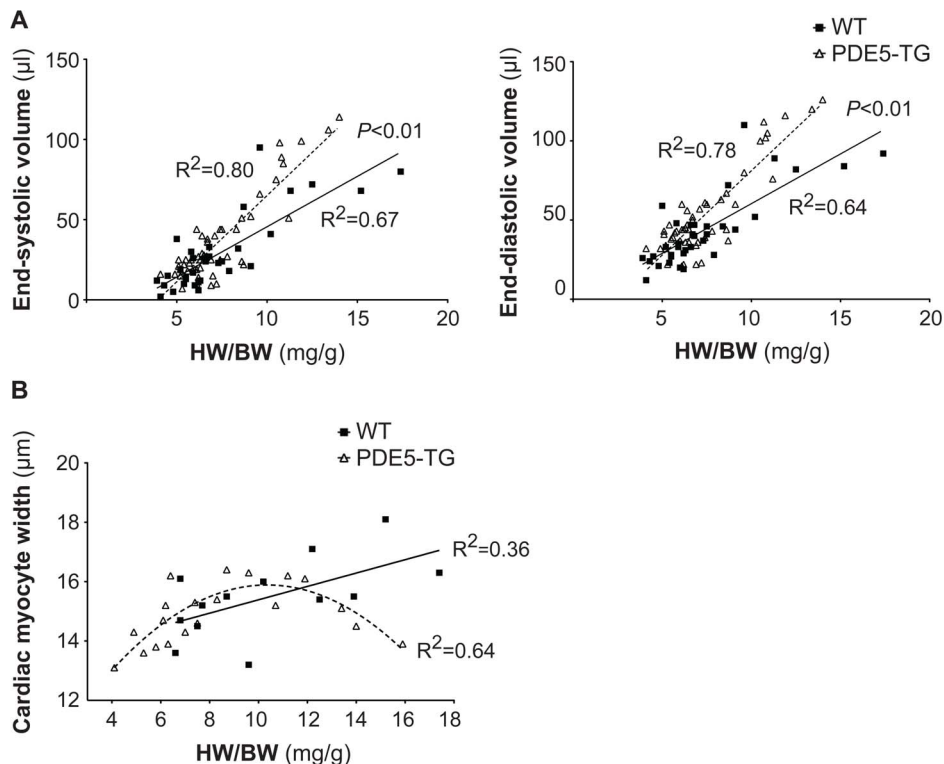 A
WT
PDE5-TG
End-systolic volume (µl)
150
100
50
0
5
10
15
20
R²=0.80
P<0.01
R²=0.67
HW/BW (mg/g)
End-diastolic volume (µl)
150
100
50
0
5
10
15
20
R²=0.78
P<0.01
R²=0.64
HW/BW (mg/g)
B
WT
PDE5-TG
Cardiac myocyte width (µm)
20
18
16
14
12
4
6
8
10
12
14
16
18
R²=0.36
R²=0.64
HW/BW (mg/g)